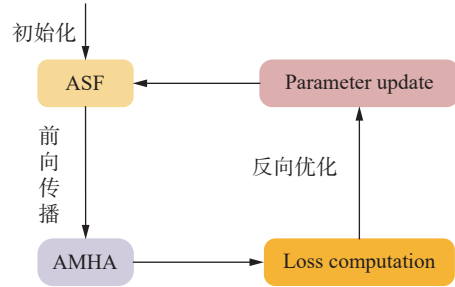 初始化
ASF
Parameter update
前向传播
反向优化
AMHA
Loss computation